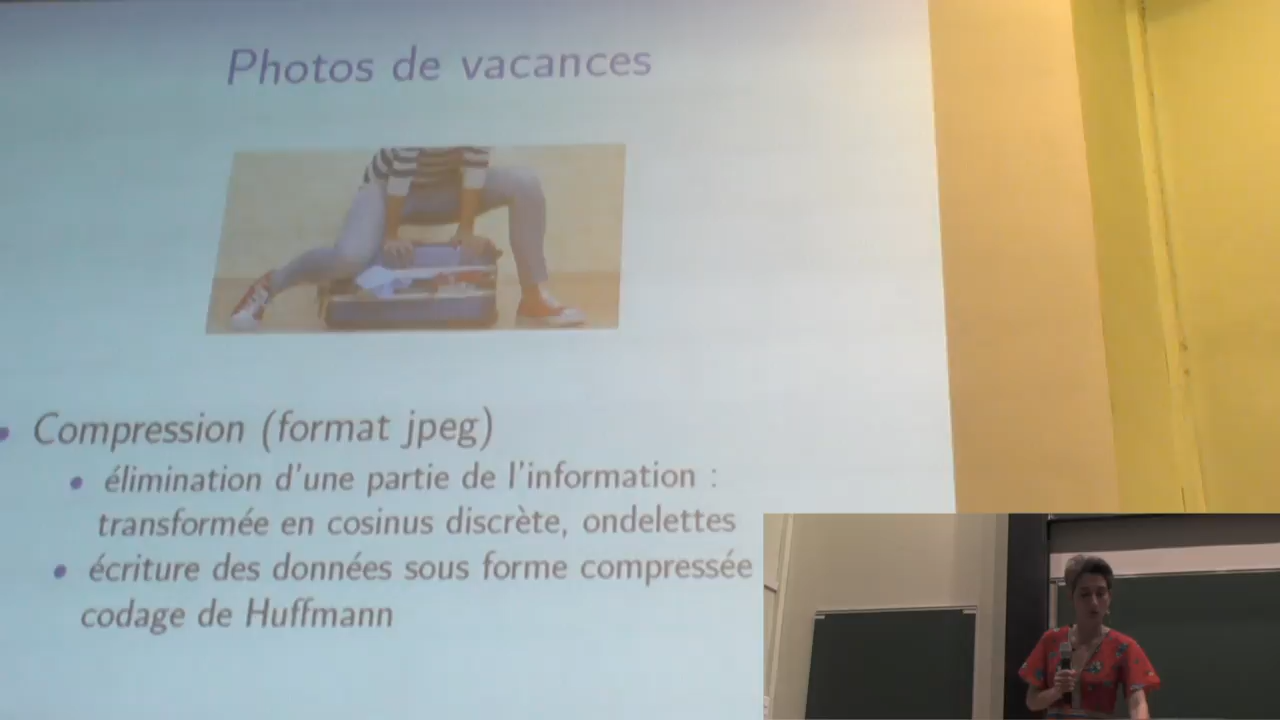 Photos de vacances
Compression (format jpeg)
élimination d'une partie de l'information :
transformée en cosinus discrète, ondelettes
écriture des données sous forme compressée
codage de Huffmann